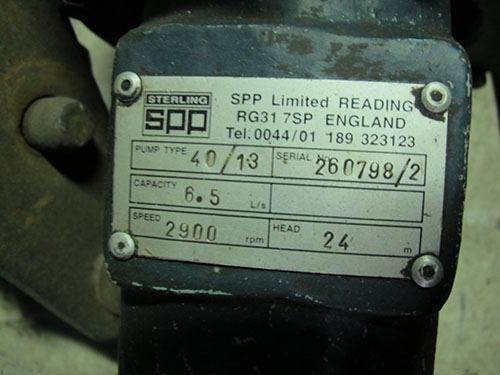 STERLING
SPP
SPP Limited READING
RG31 7SP ENGLAND
Tel.0044/01 189 323123
PUMP TYPE 40/13 SERIAL No 260798/2
CAPACITY 6.5 L/s
SPEED 2900 rpm HEAD 24 m